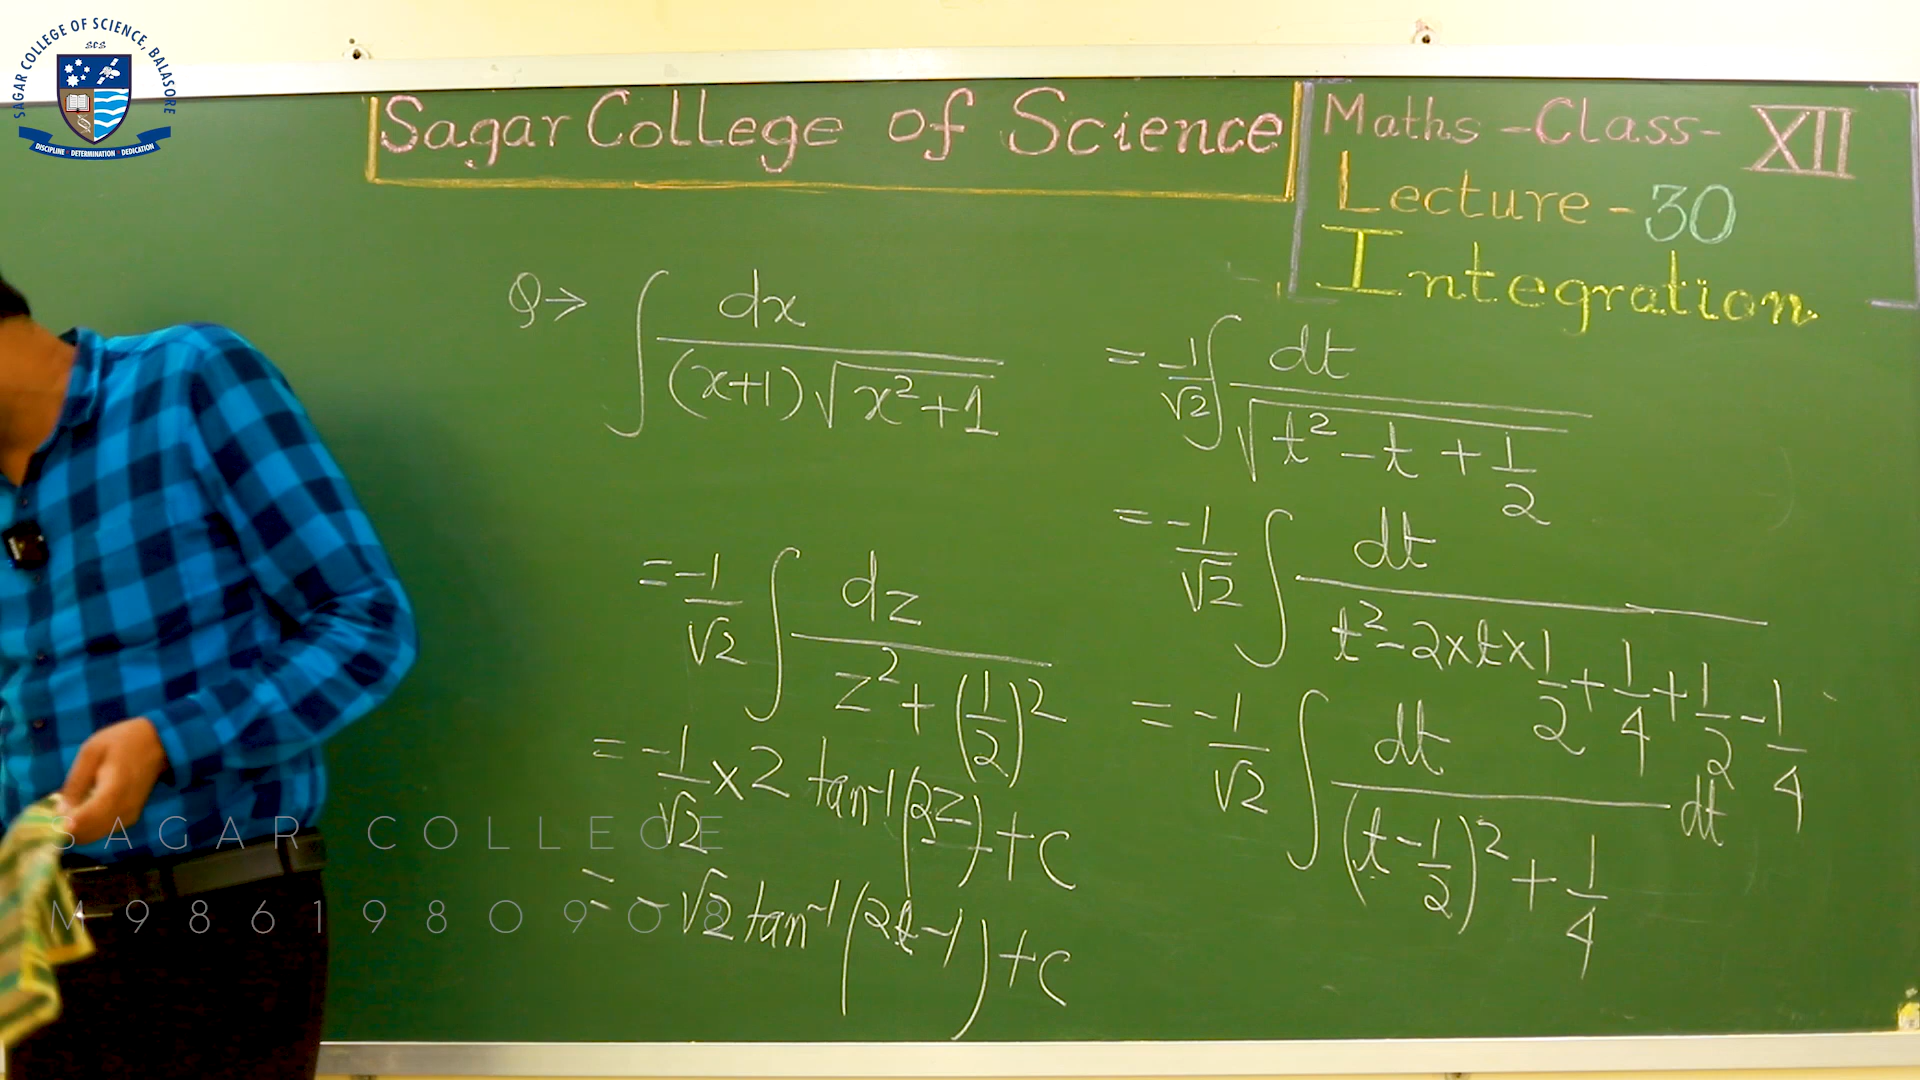 SAGAR COLLEGE OF SCIENCE, BALASORE
SCS
DISCIPLINE · DETERMINATION · DEDICATION
Sagar College of Science
Maths - Class - XII
Lecture - 30
Integration
Q → ∫ dx / ((x+1)√(x²+1))
= -1/√2 ∫ dz / (z² + (1/2)²)
= -1/√2 × 2 tan⁻¹(2z) + C
= -√2 tan⁻¹(2t-1) + C
= -1/√2 ∫ dt / √(t² - t + 1/2)
= -1/√2 ∫ dt / (t² - 2×t×1/2 + 1/4 + 1/2 - 1/4)
= -1/√2 ∫ dt / ((t - 1/2)² + 1/4) dt
SAGAR COLLEGE
M 9861980908